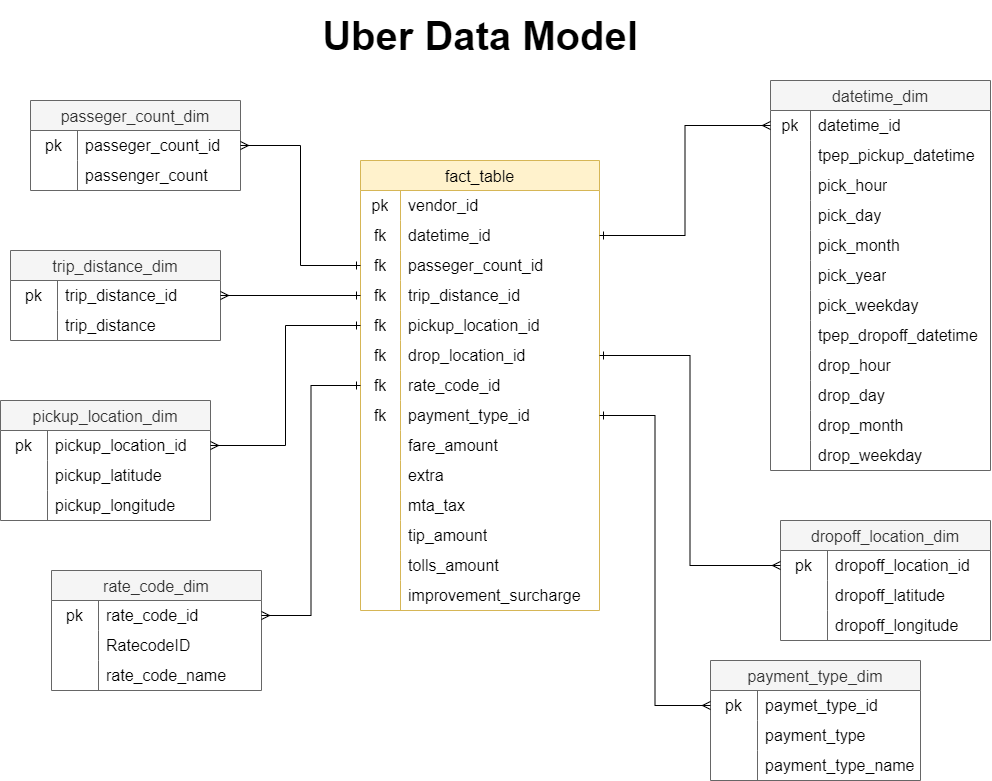 Uber Data Model
passeger_count_dim
pk passeger_count_id
passenger_count
trip_distance_dim
pk trip_distance_id
trip_distance
pickup_location_dim
pk pickup_location_id
pickup_latitude
pickup_longitude
rate_code_dim
pk rate_code_id
RatecodeID
rate_code_name
fact_table
pk vendor_id
fk datetime_id
fk passeger_count_id
fk trip_distance_id
fk pickup_location_id
fk drop_location_id
fk rate_code_id
fk payment_type_id
fare_amount
extra
mta_tax
tip_amount
tolls_amount
improvement_surcharge
datetime_dim
pk datetime_id
tpep_pickup_datetime
pick_hour
pick_day
pick_month
pick_year
pick_weekday
tpep_dropoff_datetime
drop_hour
drop_day
drop_month
drop_weekday
dropoff_location_dim
pk dropoff_location_id
dropoff_latitude
dropoff_longitude
payment_type_dim
pk paymet_type_id
payment_type
payment_type_name